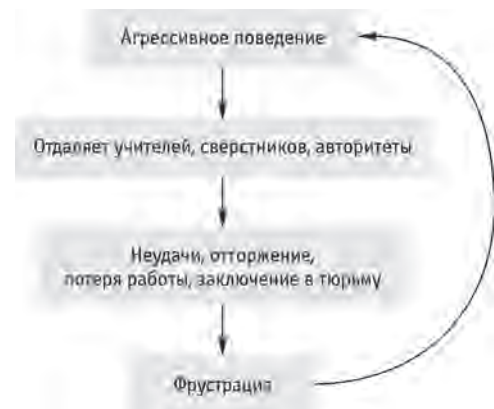 Агрессивное поведение
Отдаляет учителей, сверстников, авторитеты
Неудачи, отторжение,
потеря работы, заключение в тюрьму
Фрустрация